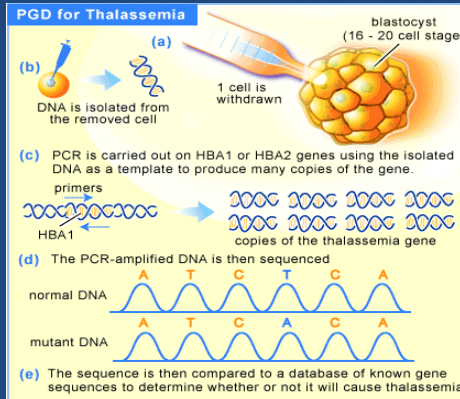 PGD for Thalassemia
blastocyst
(16 - 20 cell stage)
(a)
(b)
1 cell is
withdrawn
DNA is isolated from
the removed cell
(c) PCR is carried out on HBA1 or HBA2 genes using the isolated
DNA as a template to produce many copies of the gene.
primers
HBA1
copies of the thalassemia gene
(d) The PCR-amplified DNA is then sequenced
A T C T C A
normal DNA
A T C A C A
mutant DNA
(e) The sequence is then compared to a database of known gene
sequences to determine whether or not it will cause thalassemia